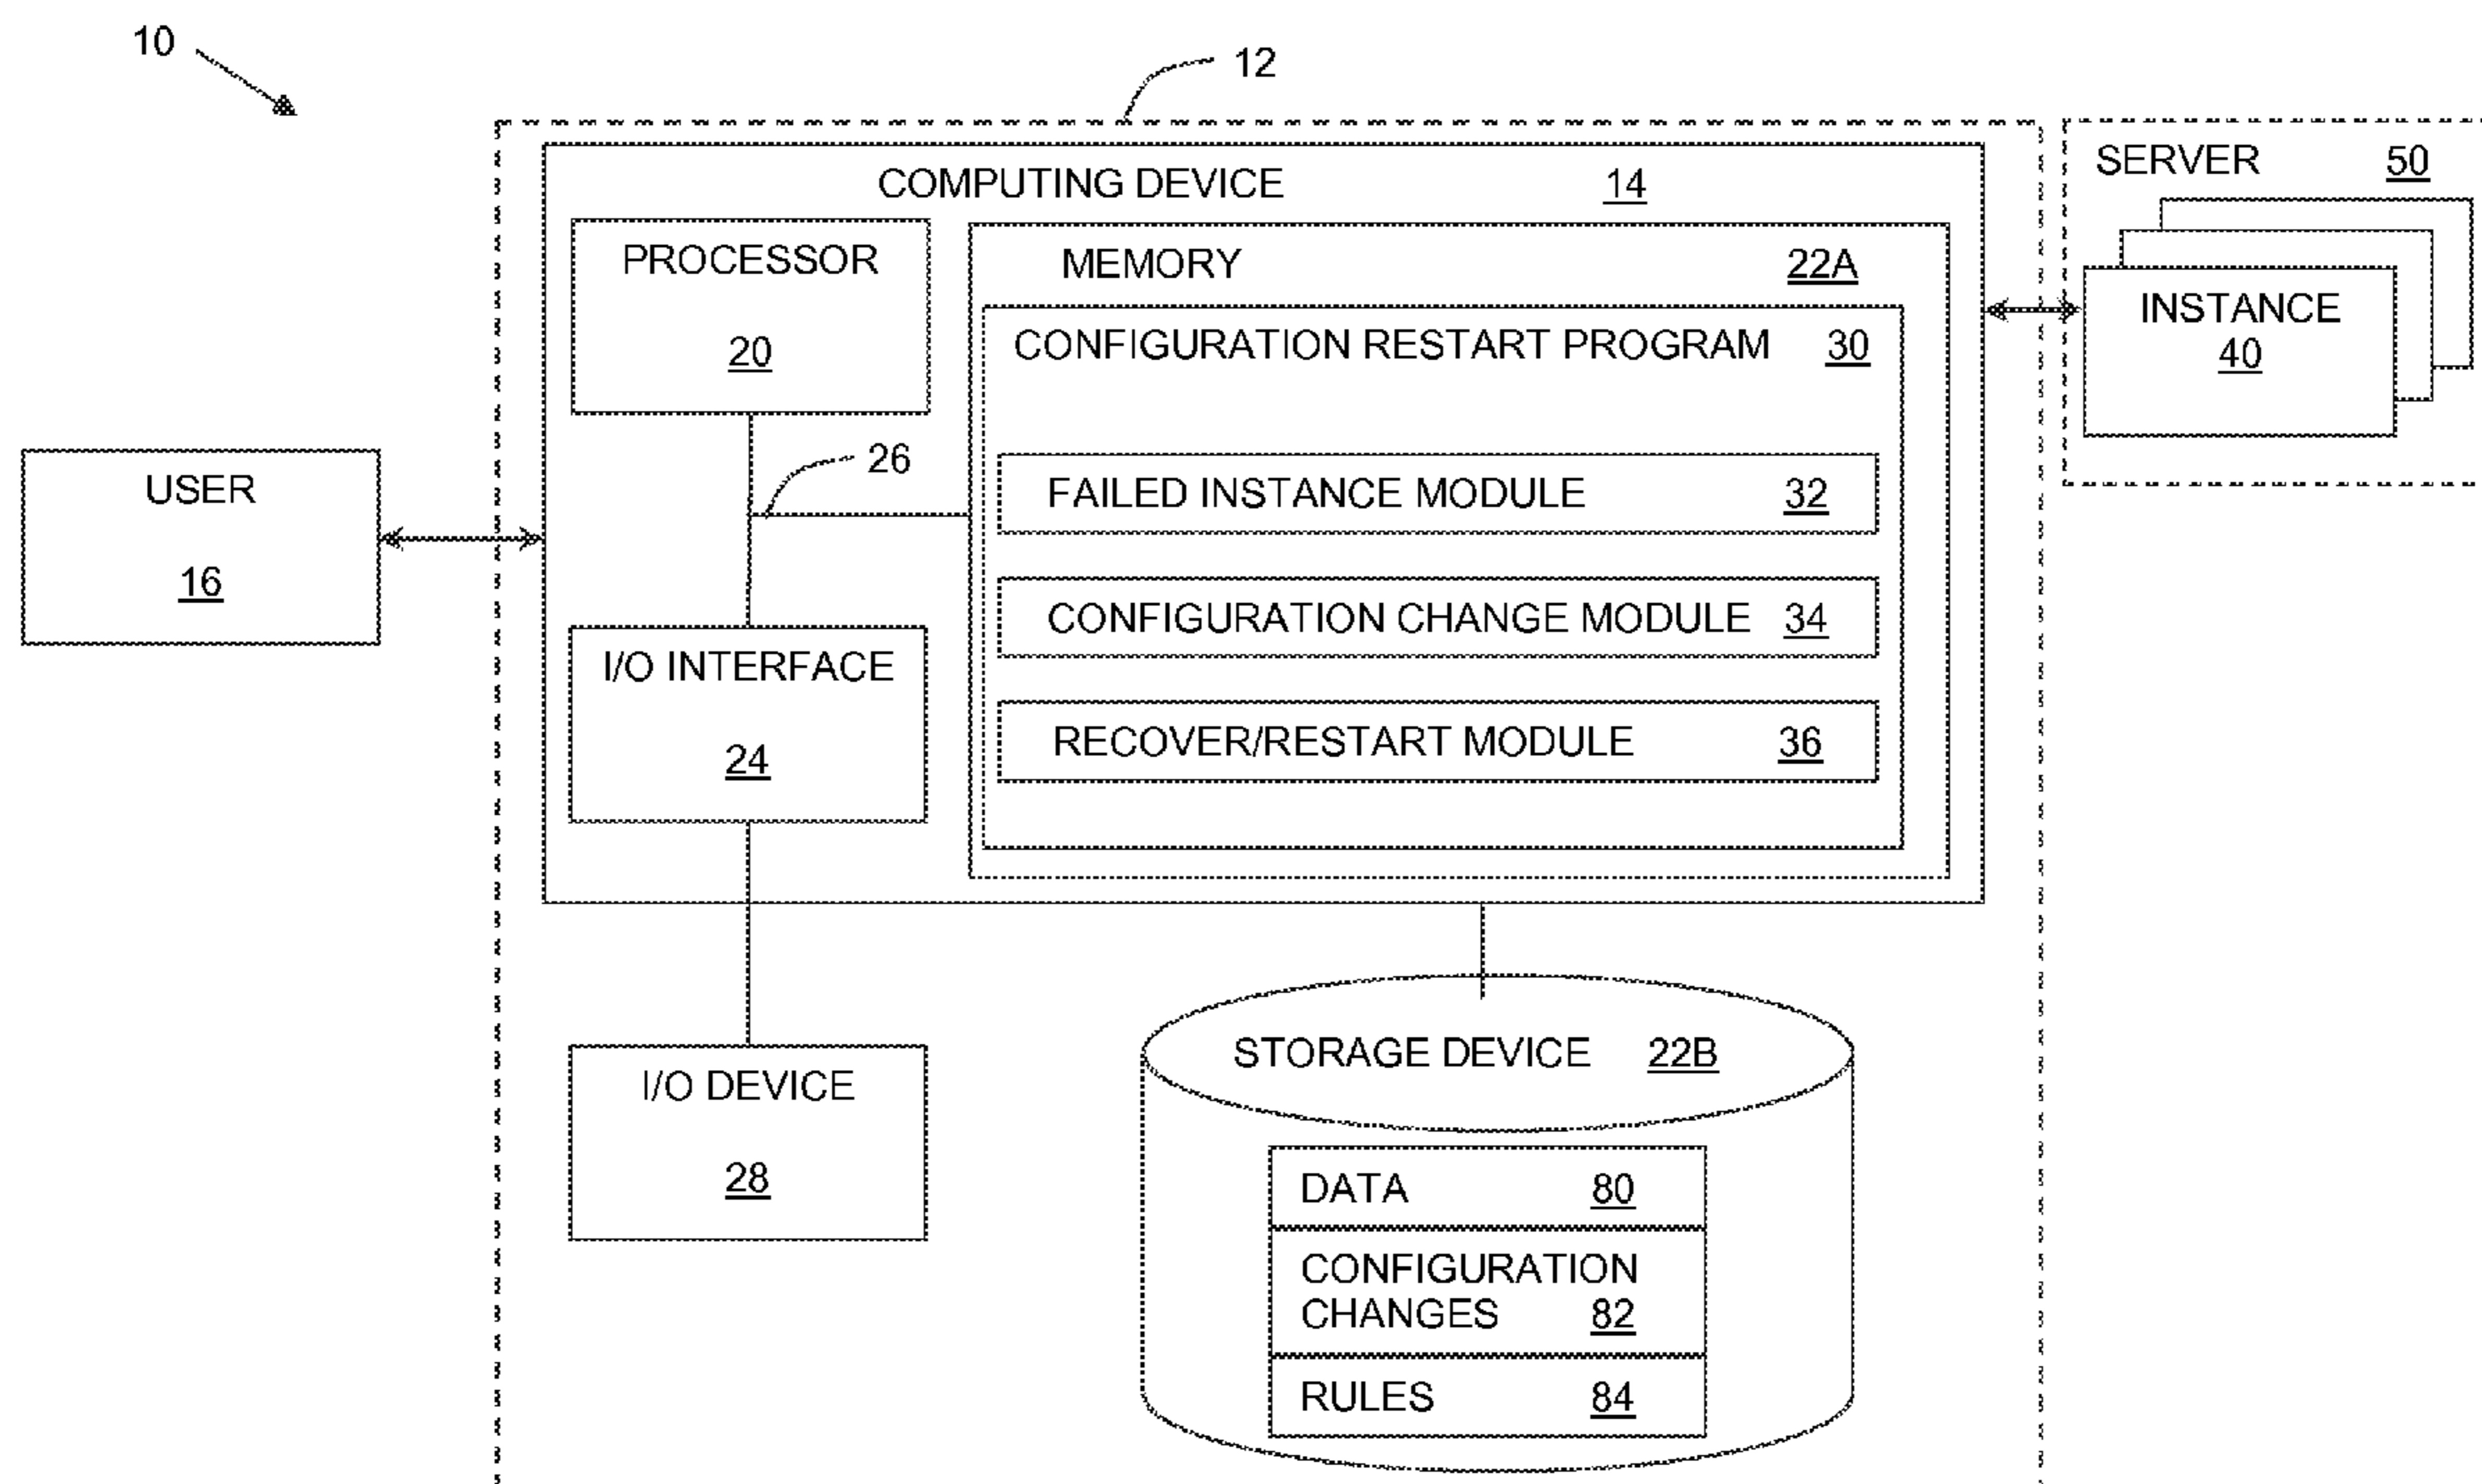 10
12
COMPUTING DEVICE 14
SERVER 50
PROCESSOR
20
MEMORY 22A
CONFIGURATION RESTART PROGRAM 30
INSTANCE
40
26
FAILED INSTANCE MODULE 32
USER
16
CONFIGURATION CHANGE MODULE 34
I/O INTERFACE
24
RECOVER/RESTART MODULE 36
STORAGE DEVICE 22B
I/O DEVICE
28
DATA 80
CONFIGURATION
CHANGES 82
RULES 84